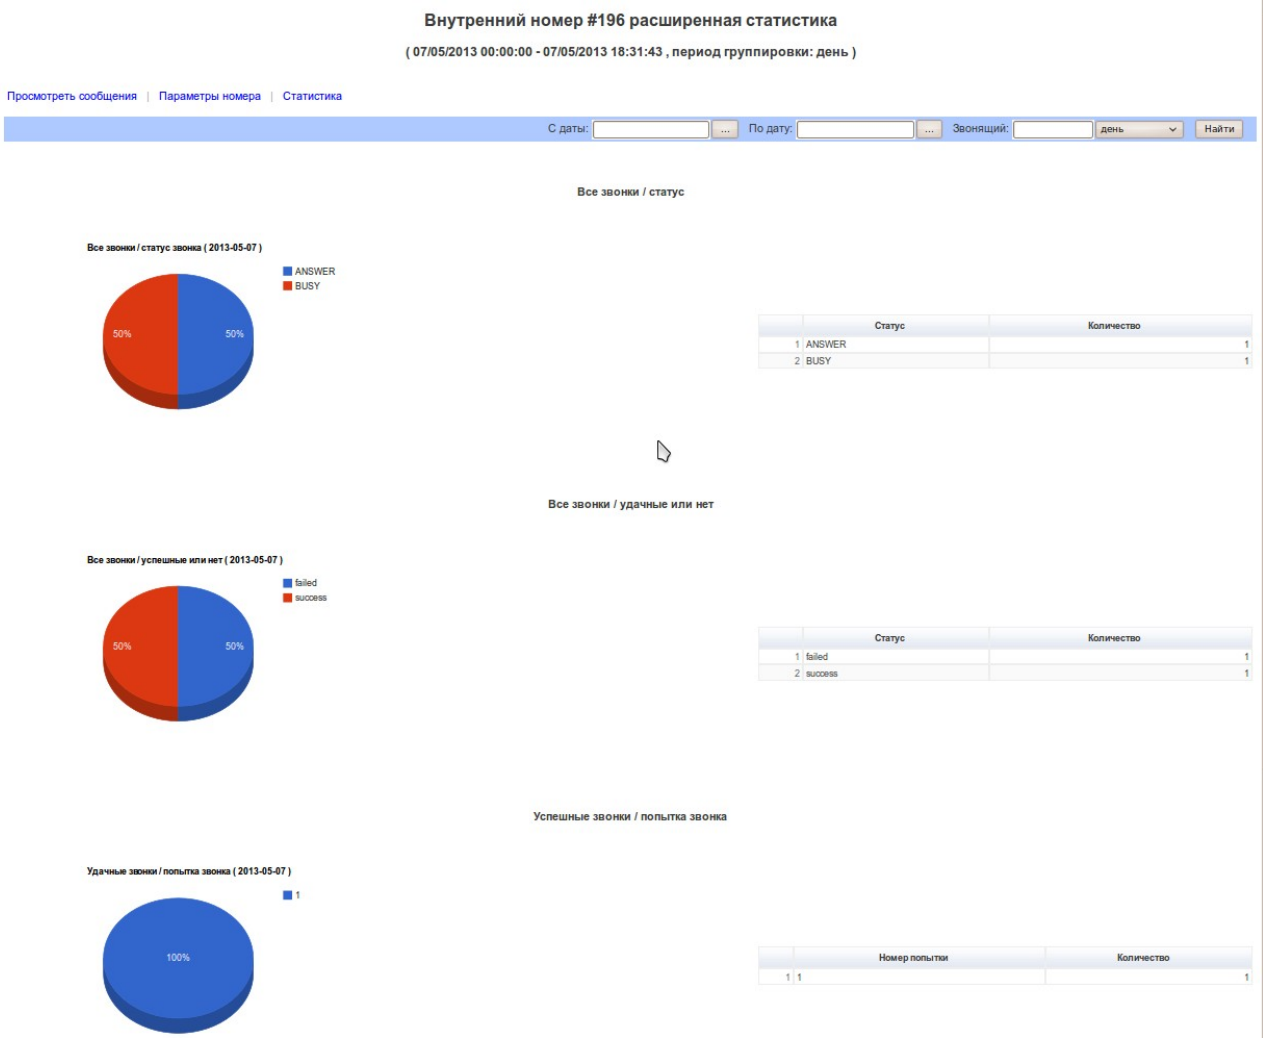 Внутренний номер #196 расширенная статистика
( 07/05/2013 00:00:00 - 07/05/2013 18:31:43 , период группировки: день )
Просмотреть сообщения | Параметры номера | Статистика
С даты: ... По дату: ... Звонящий: день Найти
Все звонки / статус
Все звонки / статус звонка ( 2013-05-07 )
ANSWER
BUSY
50% 50%
Статус Количество
1 ANSWER 1
2 BUSY 1
Все звонки / удачные или нет
Все звонки / успешные или нет ( 2013-05-07 )
failed
success
50% 50%
Статус Количество
1 failed 1
2 success 1
Успешные звонки / попытка звонка
Удачные звонки / попытка звонка ( 2013-05-07 )
1
100%
Номер попытки Количество
1 1 1